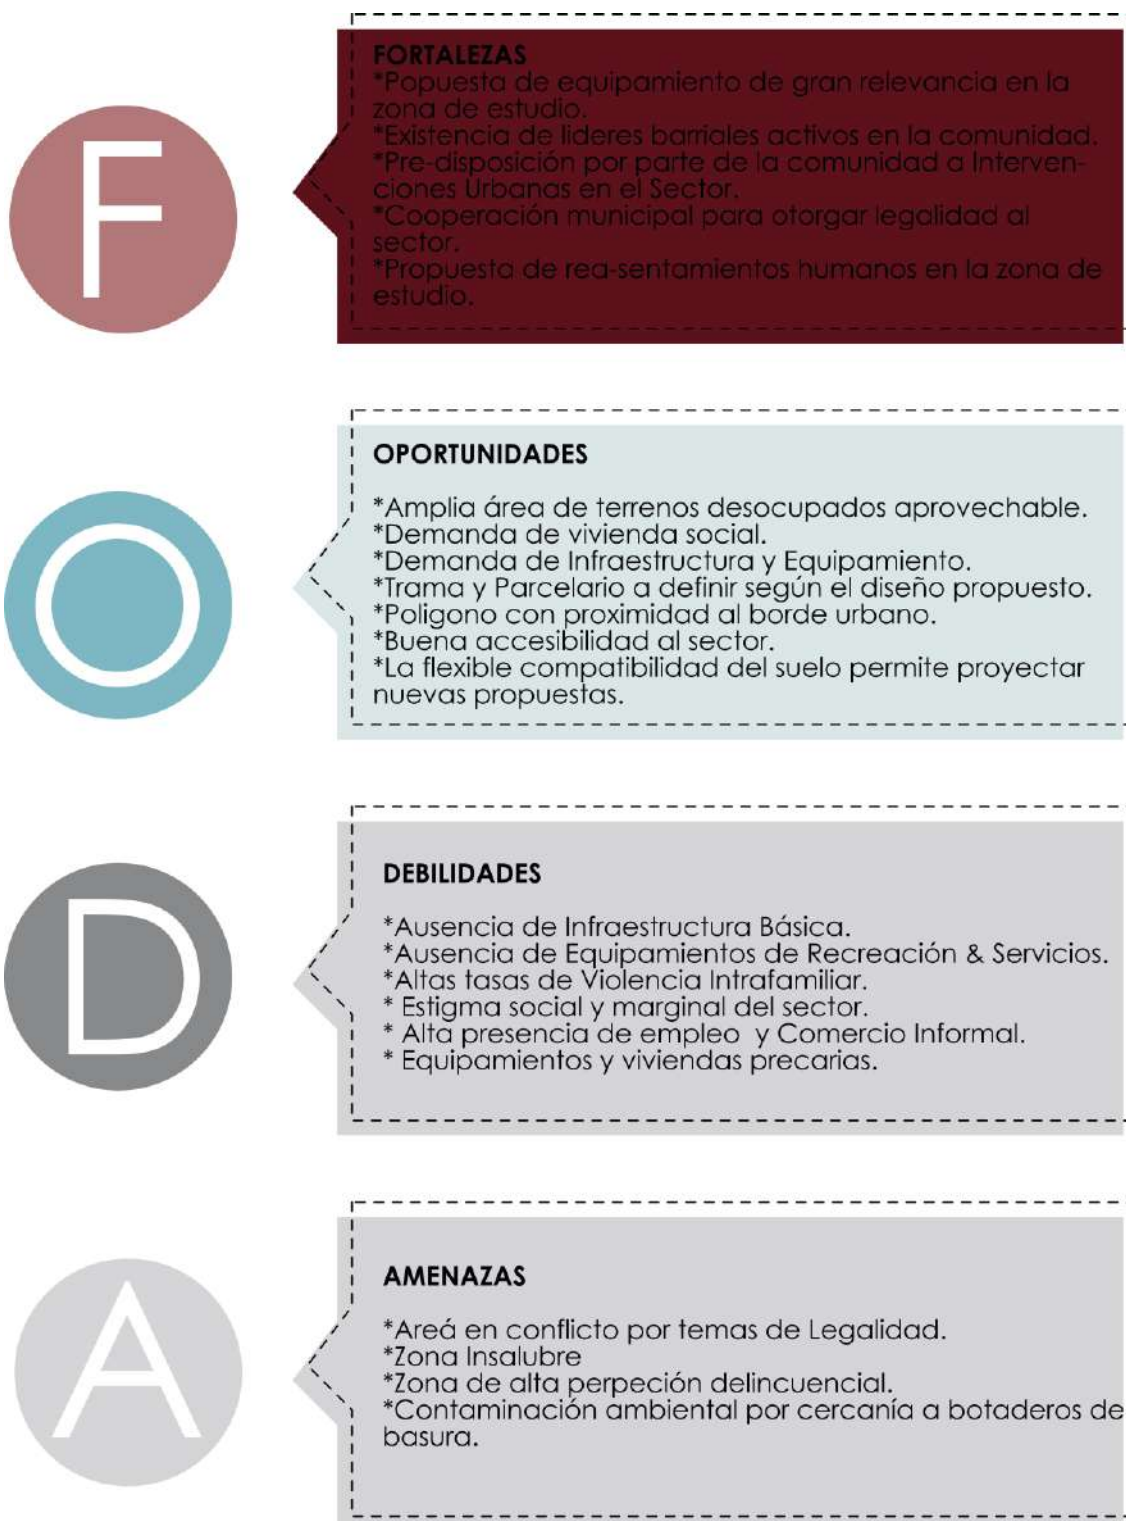 F
FORTALEZAS
*Popuesta de equipamiento de gran relevancia en la
zona de estudio.
*Existencia de lideres barriales activos en la comunidad.
*Pre-disposición por parte de la comunidad a Interven-
ciones Urbanas en el Sector.
*Cooperación municipal para otorgar legalidad al
sector.
*Propuesta de rea-sentamientos humanos en la zona de
estudio.
O
OPORTUNIDADES
*Amplia área de terrenos desocupados aprovechable.
*Demanda de vivienda social.
*Demanda de Infraestructura y Equipamiento.
*Trama y Parcelario a definir según el diseño propuesto.
*Poligono con proximidad al borde urbano.
*Buena accesibilidad al sector.
*La flexible compatibilidad del suelo permite proyectar
nuevas propuestas.
D
DEBILIDADES
*Ausencia de Infraestructura Básica.
*Ausencia de Equipamientos de Recreación & Servicios.
*Altas tasas de Violencia Intrafamiliar.
* Estigma social y marginal del sector.
* Alta presencia de empleo  y Comercio Informal.
* Equipamientos y viviendas precarias.
A
AMENAZAS
*Areá en conflicto por temas de Legalidad.
*Zona Insalubre
*Zona de alta perpeción delincuencial.
*Contaminación ambiental por cercanía a botaderos de
basura.